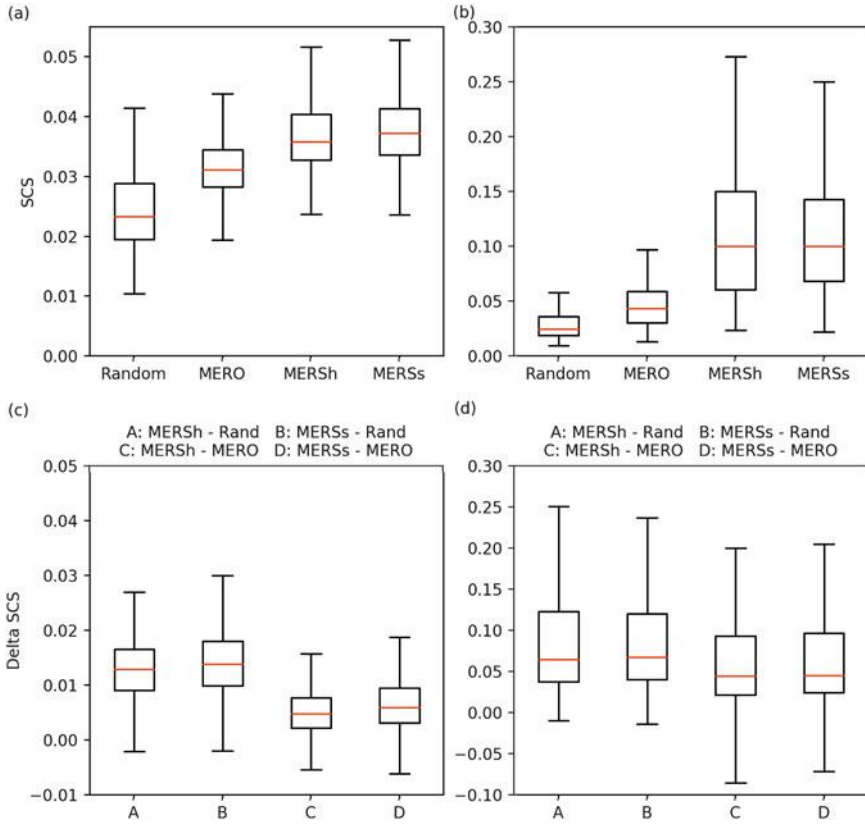 (a)
0.05
0.04
0.03
0.02
0.01
0.00
SCS
Random MERO MERSh MERSs
(b)
0.30
0.25
0.20
0.15
0.10
0.05
0.00
Random MERO MERSh MERSs
(c)
A: MERSh - Rand B: MERSs - Rand
C: MERSh - MERO D: MERSs - MERO
0.05
0.04
0.03
0.02
0.01
0.00
−0.01
Delta SCS
A B C D
(d)
A: MERSh - Rand B: MERSs - Rand
C: MERSh - MERO D: MERSs - MERO
0.30
0.25
0.20
0.15
0.10
0.05
0.00
−0.05
−0.10
A B C D